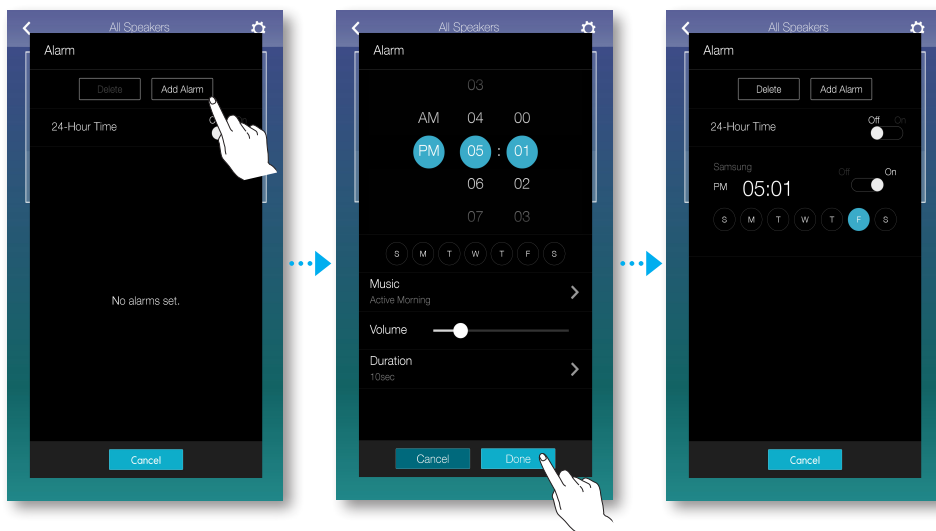 All Speakers
Alarm
Delete Add Alarm
24-Hour Time
No alarms set.
Cancel
All Speakers
Alarm
03
AM 04 00
PM 05 : 01
06 02
07 03
S M T W T F S
Music
Active Morning
Volume
Duration
10sec
Cancel Done
All Speakers
Alarm
Delete Add Alarm
Off On
24-Hour Time
Samsung
Off On
PM 05:01
S M T W T F S
Cancel